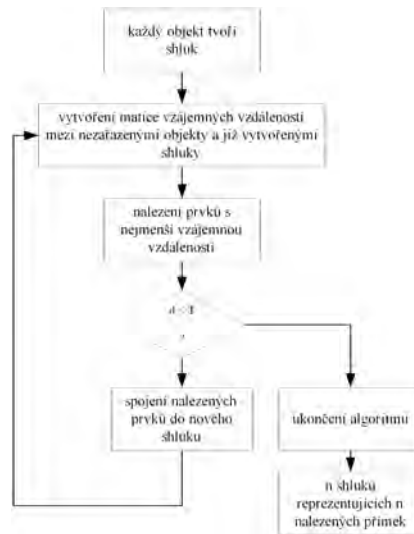 každý objekt tvoří
shluk
vytvoření matice vzájemných vzdáleností
mezi nezařazenými objekty a již vytvořenými
shluky
nalezení prvků s
nejmenší vzájemnou
vzdáleností
spojení nalezených
prvků do nového
shluku
ukončení algoritmu
n shluků
reprezentujících n
nalezených přímek